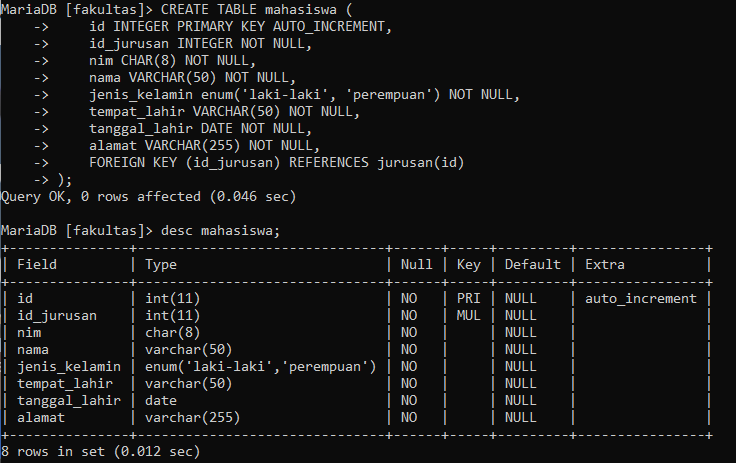 MariaDB [fakultas]> CREATE TABLE mahasiswa (
    ->     id INTEGER PRIMARY KEY AUTO_INCREMENT,
    ->     id_jurusan INTEGER NOT NULL,
    ->     nim CHAR(8) NOT NULL,
    ->     nama VARCHAR(50) NOT NULL,
    ->     jenis_kelamin enum('laki-laki', 'perempuan') NOT NULL,
    ->     tempat_lahir VARCHAR(50) NOT NULL,
    ->     tanggal_lahir DATE NOT NULL,
    ->     alamat VARCHAR(255) NOT NULL,
    ->     FOREIGN KEY (id_jurusan) REFERENCES jurusan(id)
    -> );
Query OK, 0 rows affected (0.046 sec)

MariaDB [fakultas]> desc mahasiswa;
+---------------+-------------------------------+------+-----+---------+----------------+
| Field         | Type                          | Null | Key | Default | Extra          |
+---------------+-------------------------------+------+-----+---------+----------------+
| id            | int(11)                       | NO   | PRI | NULL    | auto_increment |
| id_jurusan    | int(11)                       | NO   | MUL | NULL    |                |
| nim           | char(8)                       | NO   |     | NULL    |                |
| nama          | varchar(50)                   | NO   |     | NULL    |                |
| jenis_kelamin | enum('laki-laki','perempuan') | NO   |     | NULL    |                |
| tempat_lahir  | varchar(50)                   | NO   |     | NULL    |                |
| tanggal_lahir | date                          | NO   |     | NULL    |                |
| alamat        | varchar(255)                  | NO   |     | NULL    |                |
+---------------+-------------------------------+------+-----+---------+----------------+
8 rows in set (0.012 sec)